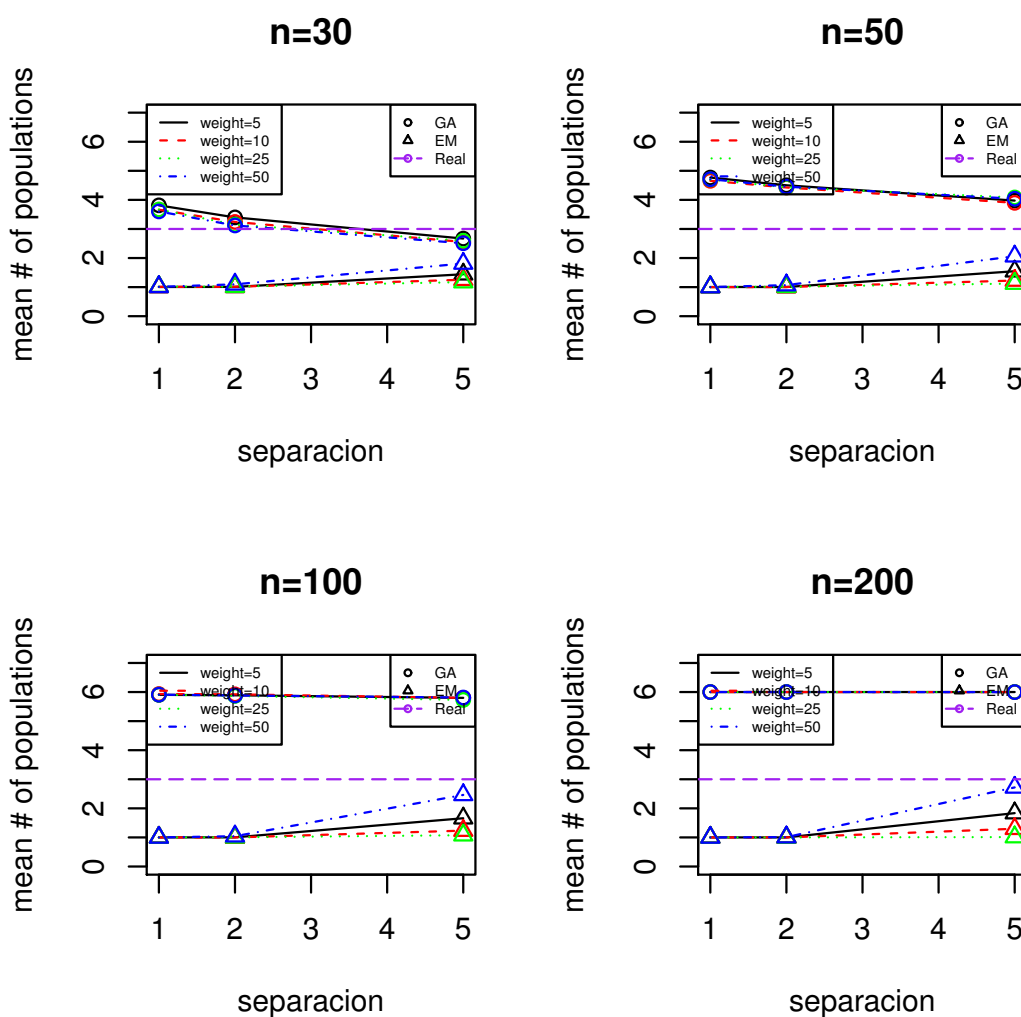 n=30
mean # of populations
6
4
2
0
weight=5
weight=10
weight=25
weight=50
GA
EM
Real
1 2 3 4 5
separacion
n=50
mean # of populations
6
4
2
0
weight=5
weight=10
weight=25
weight=50
GA
EM
Real
1 2 3 4 5
separacion
n=100
mean # of populations
6
4
2
0
weight=5
weight=10
weight=25
weight=50
GA
EM
Real
1 2 3 4 5
separacion
n=200
mean # of populations
6
4
2
0
weight=5
weight=10
weight=25
weight=50
GA
EM
Real
1 2 3 4 5
separacion